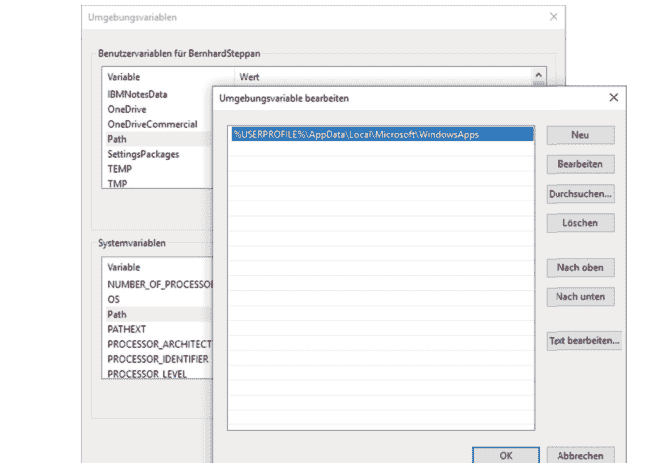 Umgebungsvariablen
Benutzervariablen für BernhardSteppan
Variable Wert
IBMNotesData
OneDrive
OneDriveCommercial
Path
SettingsPackages
TEMP
TMP
Umgebungsvariable bearbeiten
%USERPROFILE%\AppData\Local\Microsoft\WindowsApps
Neu
Bearbeiten
Durchsuchen...
Löschen
Nach oben
Nach unten
Text bearbeiten...
OK Abbrechen
Systemvariablen
Variable
NUMBER_OF_PROCESSO
OS
Path
PATHEXT
PROCESSOR_ARCHITECT
PROCESSOR_IDENTIFIER
PROCESSOR_LEVEL